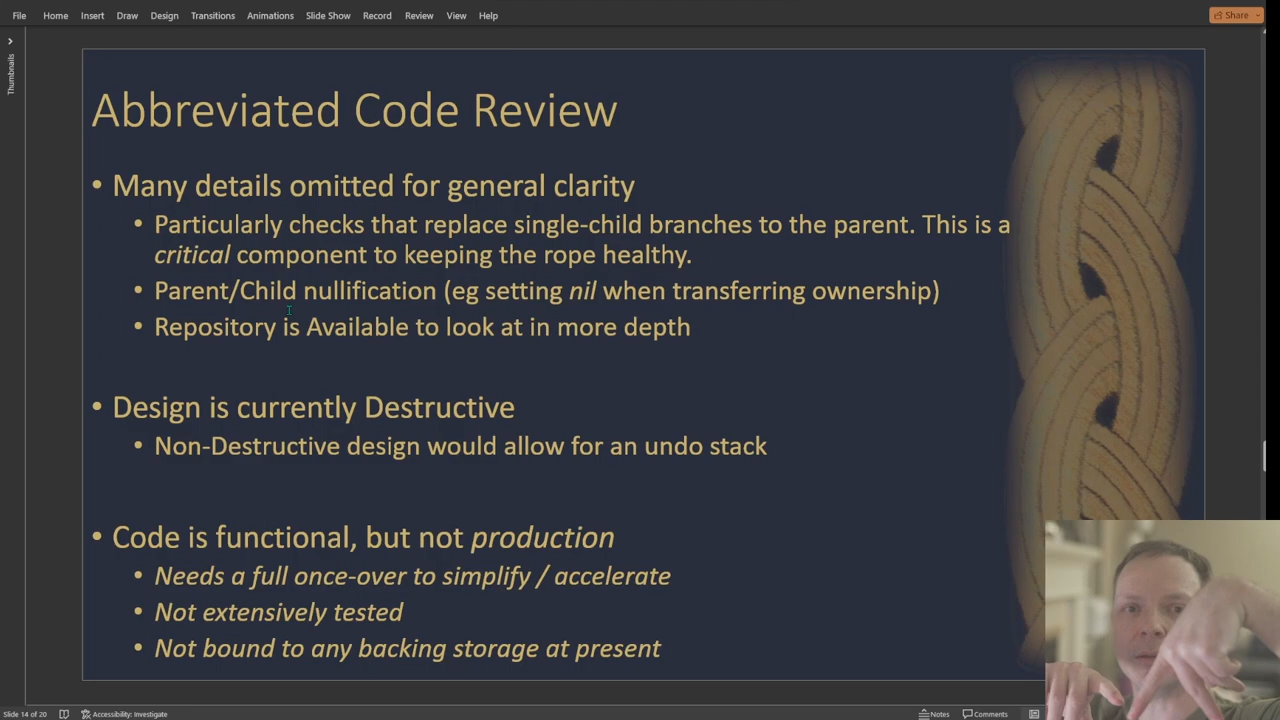 File Home Insert Draw Design Transitions Animations Slide Show Record Review View Help Share
Thumbnails
Abbreviated Code Review
• Many details omitted for general clarity
• Particularly checks that replace single-child branches to the parent. This is a
critical component to keeping the rope healthy.
• Parent/Child nullification (eg setting nil when transferring ownership)
• Repository is Available to look at in more depth
• Design is currently Destructive
• Non-Destructive design would allow for an undo stack
• Code is functional, but not production
• Needs a full once-over to simplify / accelerate
• Not extensively tested
• Not bound to any backing storage at present
Slide 14 of 20 Accessibility: Investigate Notes Comments